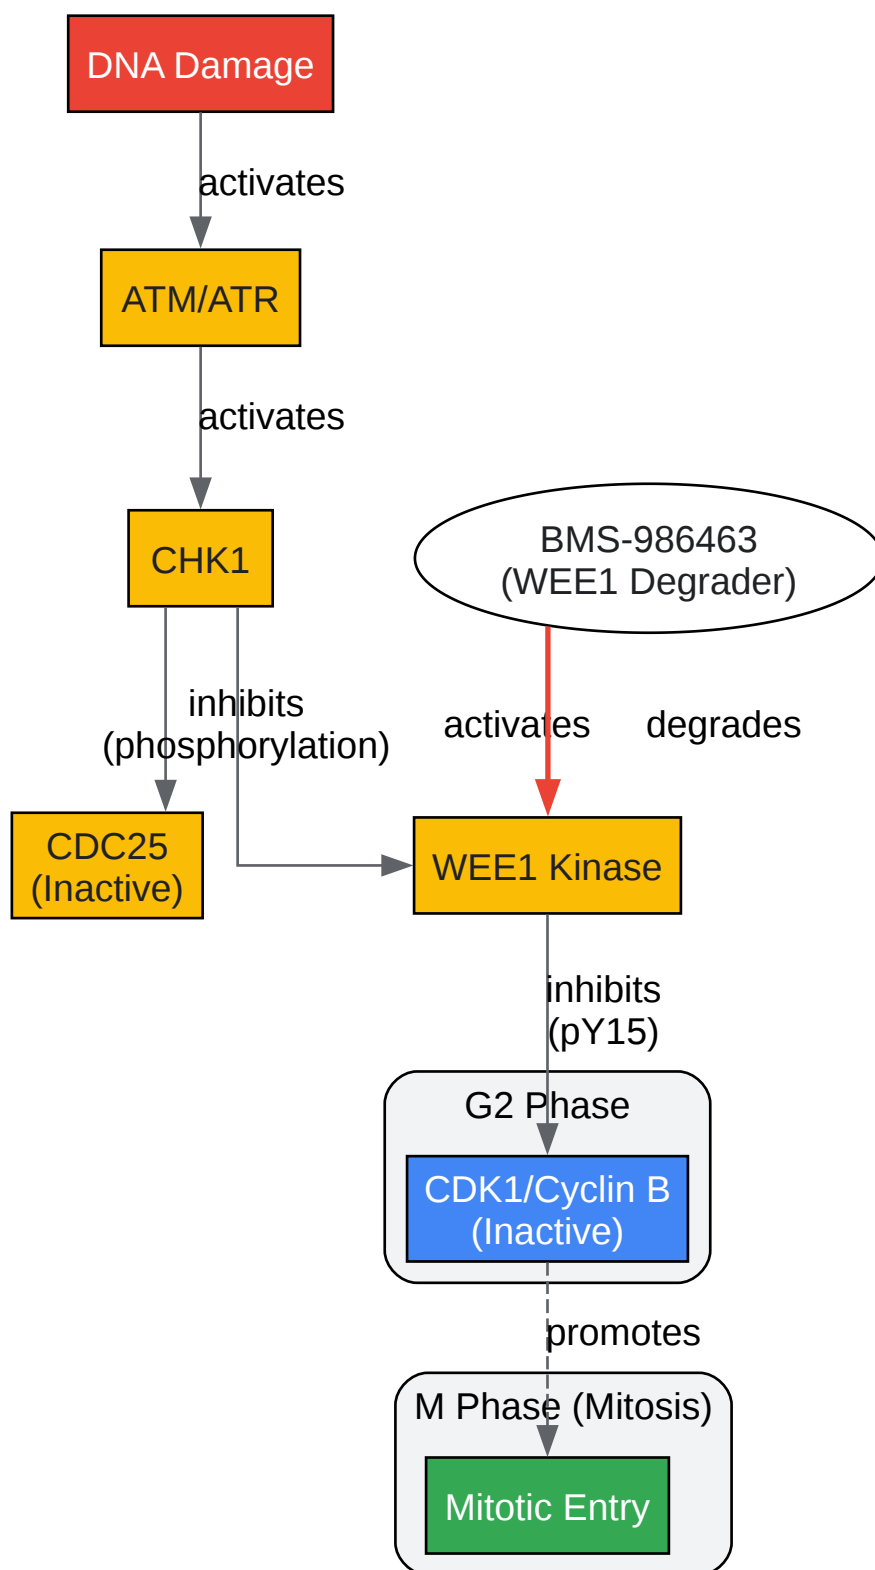 DNA Damage
activates
ATM/ATR
activates
CHK1
BMS-986463
(WEE1 Degrader)
inhibits
(phosphorylation)
activates
degrades
CDC25
(Inactive)
WEE1 Kinase
inhibits
(pY15)
G2 Phase
CDK1/Cyclin B
(Inactive)
promotes
M Phase (Mitosis)
Mitotic Entry